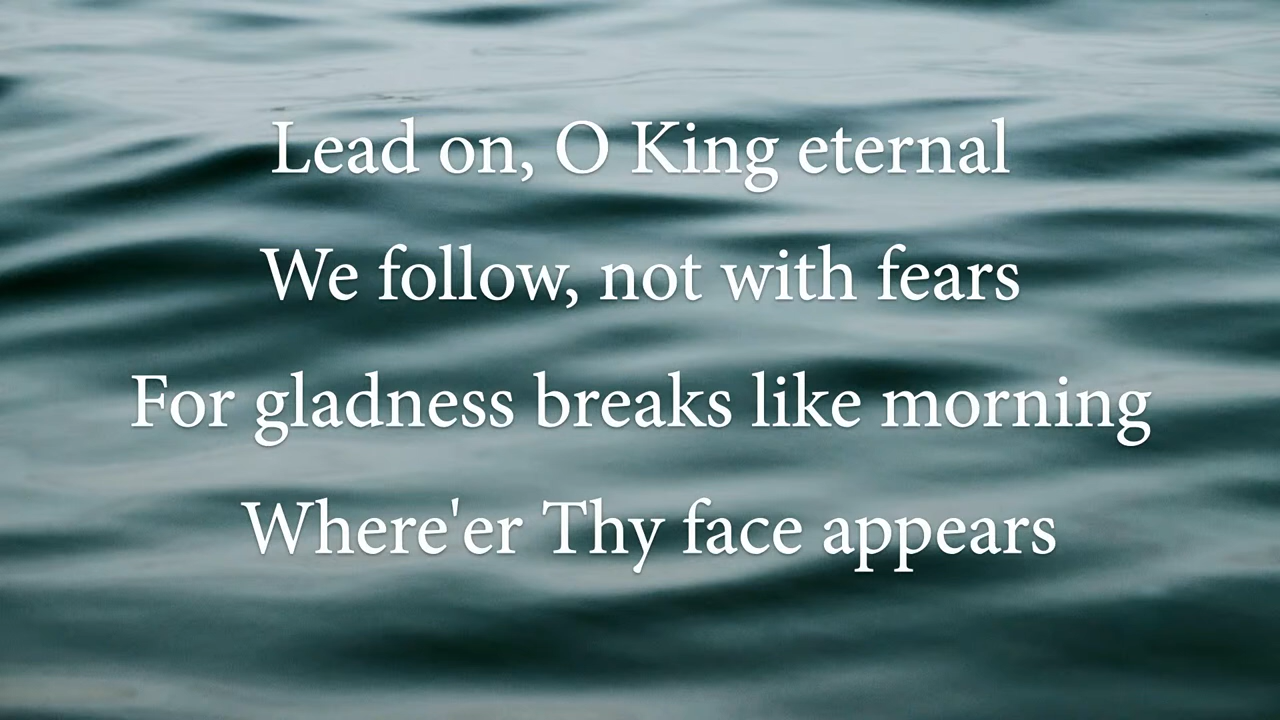 Lead on, O King eternal
We follow, not with fears
For gladness breaks like morning
Where'er Thy face appears